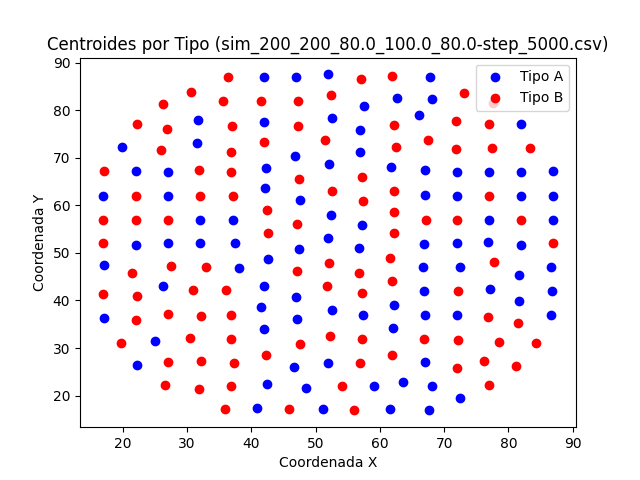 Centroides por Tipo (sim_200_200_80.0_100.0_80.0-step_5000.csv)
Tipo A
Tipo B
90
80
70
60
50
40
30
20
Coordenada Y
20 30 40 50 60 70 80 90
Coordenada X